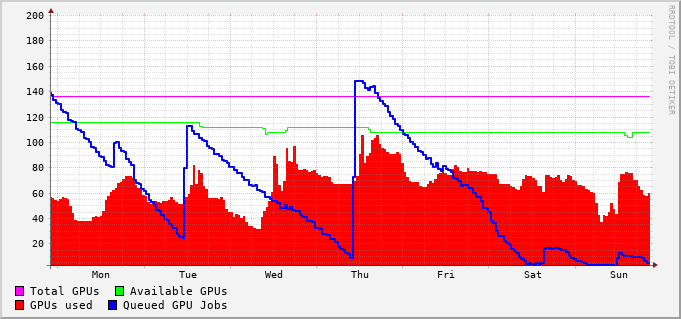 200
180
160
140
120
100
80
60
40
20
Mon Tue Wed Thu Fri Sat Sun
Total GPUs Available GPUs
GPUs used Queued GPU Jobs
RRDTOOL / TOBI OETIKER